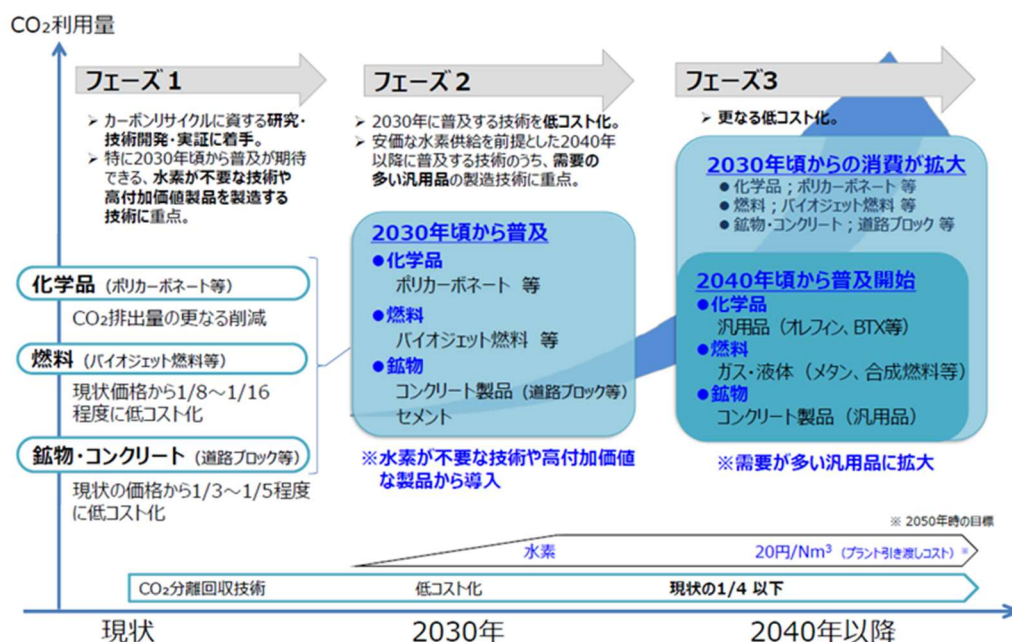 CO₂利用量
フェーズ1
➢ カーボンリサイクルに資する研究・
技術開発・実証に着手。
➢ 特に2030年頃から普及が期待
できる、水素が不要な技術や
高付加価値製品を製造する
技術に重点。
化学品（ポリカーボネート等）
CO₂排出量の更なる削減
燃料（バイオジェット燃料等）
現状価格から1/8～1/16
程度に低コスト化
鉱物・コンクリート（道路ブロック等）
現状の価格から1/3～1/5程度
に低コスト化
フェーズ2
➢ 2030年に普及する技術を低コスト化。
➢ 安価な水素供給を前提とした2040年
以降に普及する技術のうち、需要の
多い汎用品の製造技術に重点。
2030年頃から普及
●化学品
ポリカーボネート 等
●燃料
バイオジェット燃料 等
●鉱物
コンクリート製品（道路ブロック等）
セメント
※水素が不要な技術や高付加価値
な製品から導入
フェーズ3
➢ 更なる低コスト化。
2030年頃からの消費が拡大
● 化学品；ポリカーボネート 等
● 燃料；バイオジェット燃料 等
● 鉱物・コンクリート；道路ブロック 等
2040年頃から普及開始
●化学品
汎用品（オレフィン、BTX等）
●燃料
ガス・液体（メタン、合成燃料等）
●鉱物
コンクリート製品（汎用品）
※需要が多い汎用品に拡大
※ 2050年時の目標
水素 20円/Nm³（プラント引き渡しコスト）※
CO₂分離回収技術 低コスト化 現状の1/4 以下
現状 2030年 2040年以降